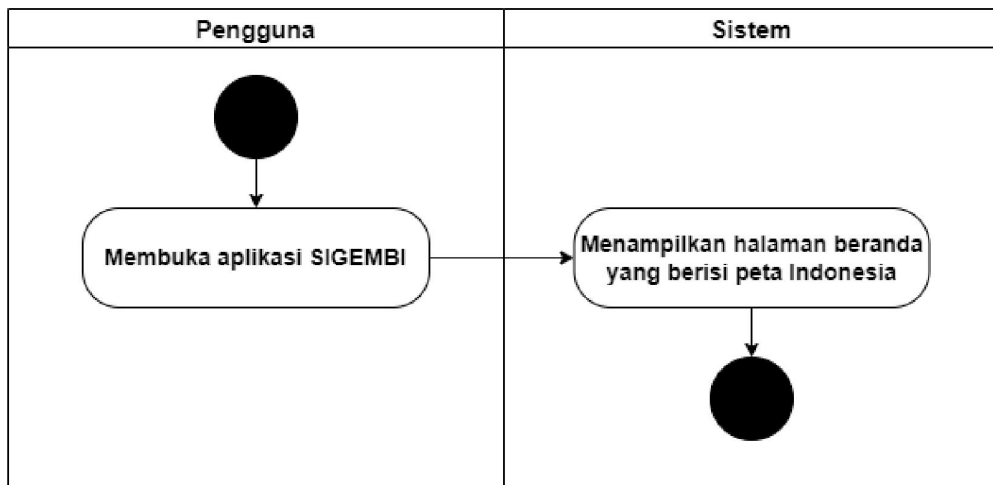 Pengguna
Sistem
Membuka aplikasi SIGEMBI
Menampilkan halaman beranda
yang berisi peta Indonesia